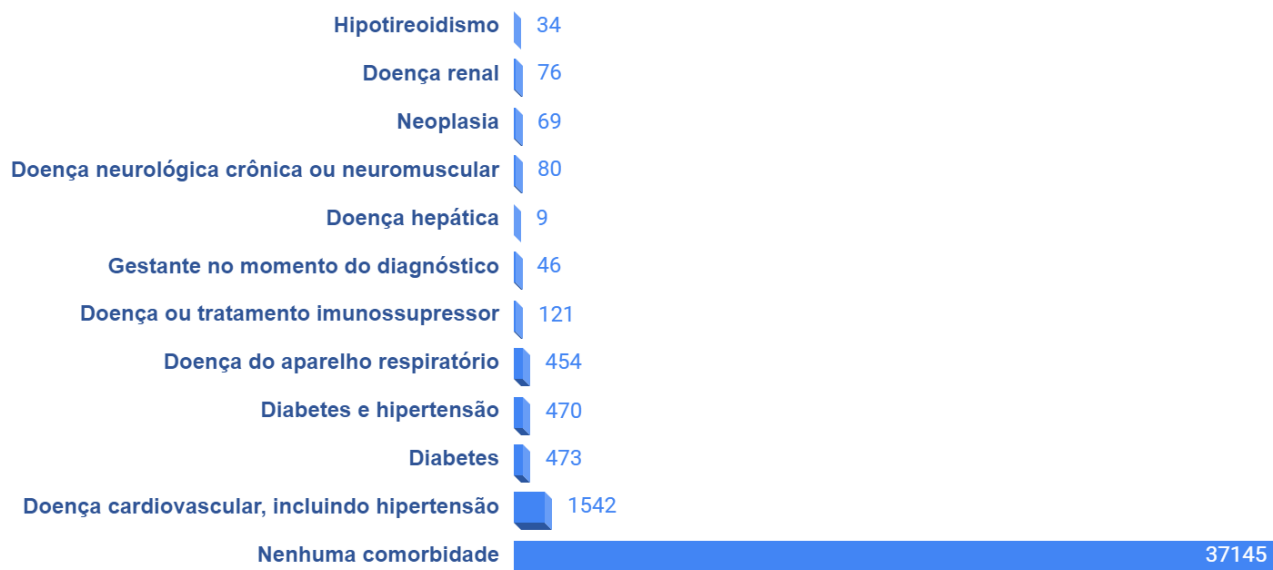 Hipotireoidismo 34
Doença renal 76
Neoplasia 69
Doença neurológica crônica ou neuromuscular 80
Doença hepática 9
Gestante no momento do diagnóstico 46
Doença ou tratamento imunossupressor 121
Doença do aparelho respiratório 454
Diabetes e hipertensão 470
Diabetes 473
Doença cardiovascular, incluindo hipertensão 1542
Nenhuma comorbidade 37145